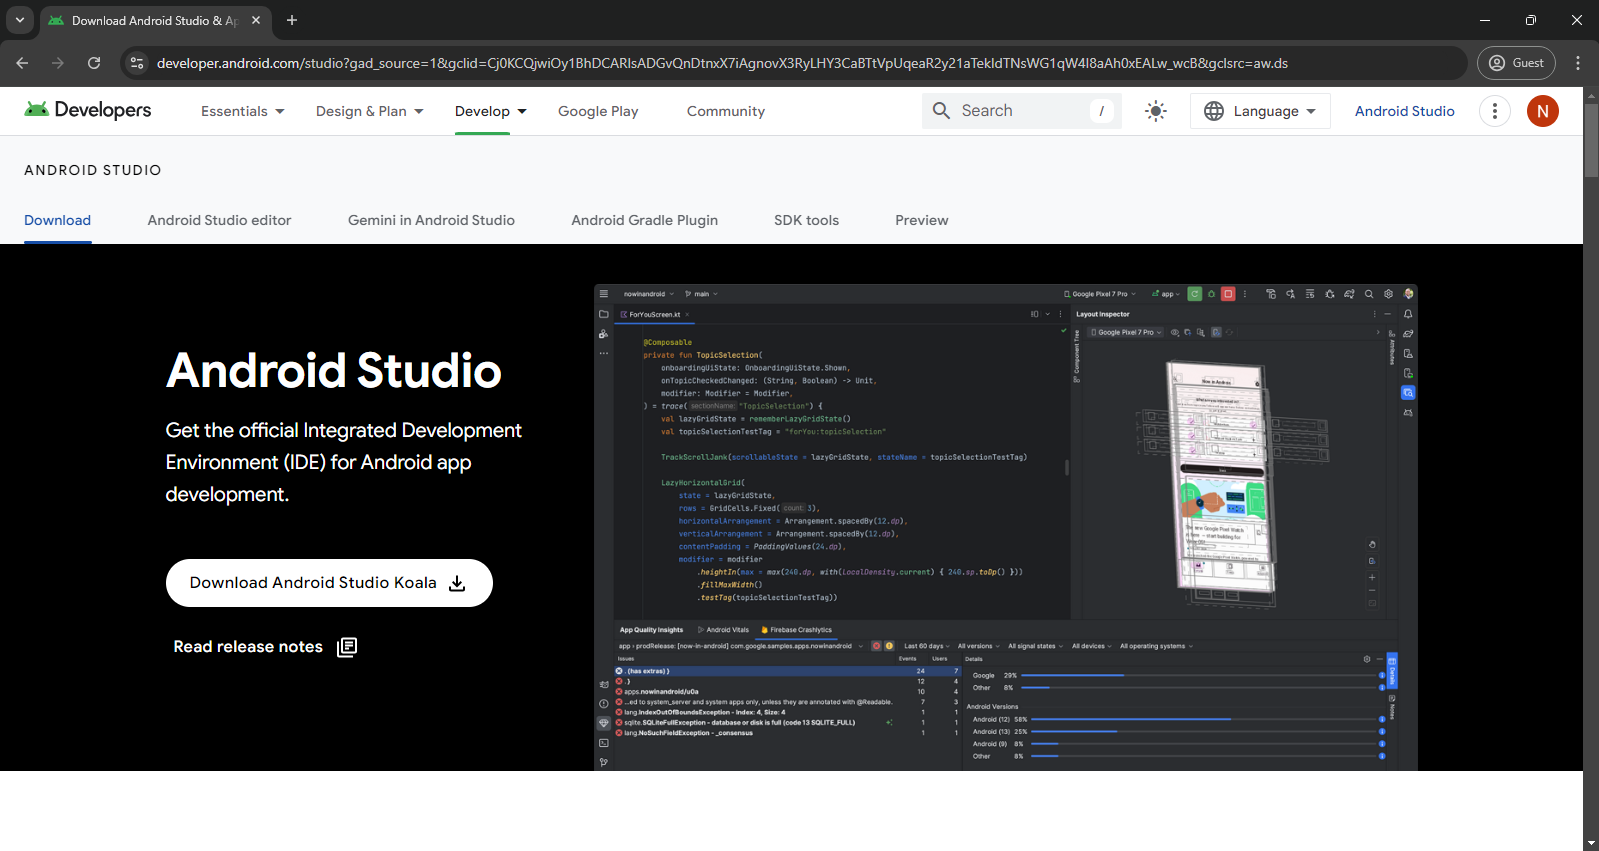 Download Android Studio & Ap
developer.android.com/studio?gad_source=1&gclid=Cj0KCQjwiOy1BhDCARIsADGvQnDtnxX7iAgnovX3RyLHY3CaBTtVpUqeaR2y21aTekIdTNsWG1qW4I8aAh0xEALw_wcB&gclsrc=aw.ds
Guest
Developers
Essentials
Design & Plan
Develop
Google Play
Community
Search
/
Language
Android Studio
N
ANDROID STUDIO
Download
Android Studio editor
Gemini in Android Studio
Android Gradle Plugin
SDK tools
Preview
Android Studio
Get the official Integrated Development
Environment (IDE) for Android app
development.
Download Android Studio Koala
Read release notes
nowinandroid
main
Google Pixel 7 Pro
app
ForYouScreen.kt
Layout Inspector
Google Pixel 7 Pro
Component Tree
Attributes
@Composable
private fun TopicSelection(
onboardingUiState: OnboardingUiState.Shown,
onTopicCheckedChanged: (String, Boolean) -> Unit,
modifier: Modifier = Modifier,
) = trace( sectionName: "TopicSelection") {
val lazyGridState = rememberLazyGridState()
val topicSelectionTestTag = "forYou:topicSelection"
TrackScrollJank(scrollableState = lazyGridState, stateName = topicSelectionTestTag)
LazyHorizontalGrid(
state = lazyGridState,
rows = GridCells.Fixed( count: 3),
horizontalArrangement = Arrangement.spacedBy(12.dp),
verticalArrangement = Arrangement.spacedBy(12.dp),
contentPadding = PaddingValues(24.dp),
modifier = modifier
.heightIn(max = max(240.dp, with(LocalDensity.current) { 240.sp.toDp() }))
.fillMaxWidth()
.testTag(topicSelectionTestTag))
App Quality Insights
Android Vitals
Firebase Crashlytics
app › prodRelease: [now-in-android] com.google.samples.apps.nowinandroid
Last 60 days
All versions
All signal states
All devices
All operating systems
Issues
Events
Users
Details
. {has extras} }
24
7
.}
12
4
apps.nowinandroid/u0a
10
4
...ed to system_server and system apps only, unless they are annotated with @Readable.
7
3
lang.IndexOutOfBoundsException - Index: 4, Size: 4
1
1
sqlite.SQLiteFullException - database or disk is full (code 13 SQLITE_FULL)
1
1
lang.NoSuchFieldException - _consensus
1
1
Google 29%
Other 8%
Android Versions
Android (12) 58%
Android (13) 25%
Android (9) 8%
Other 8%
Details
Notes